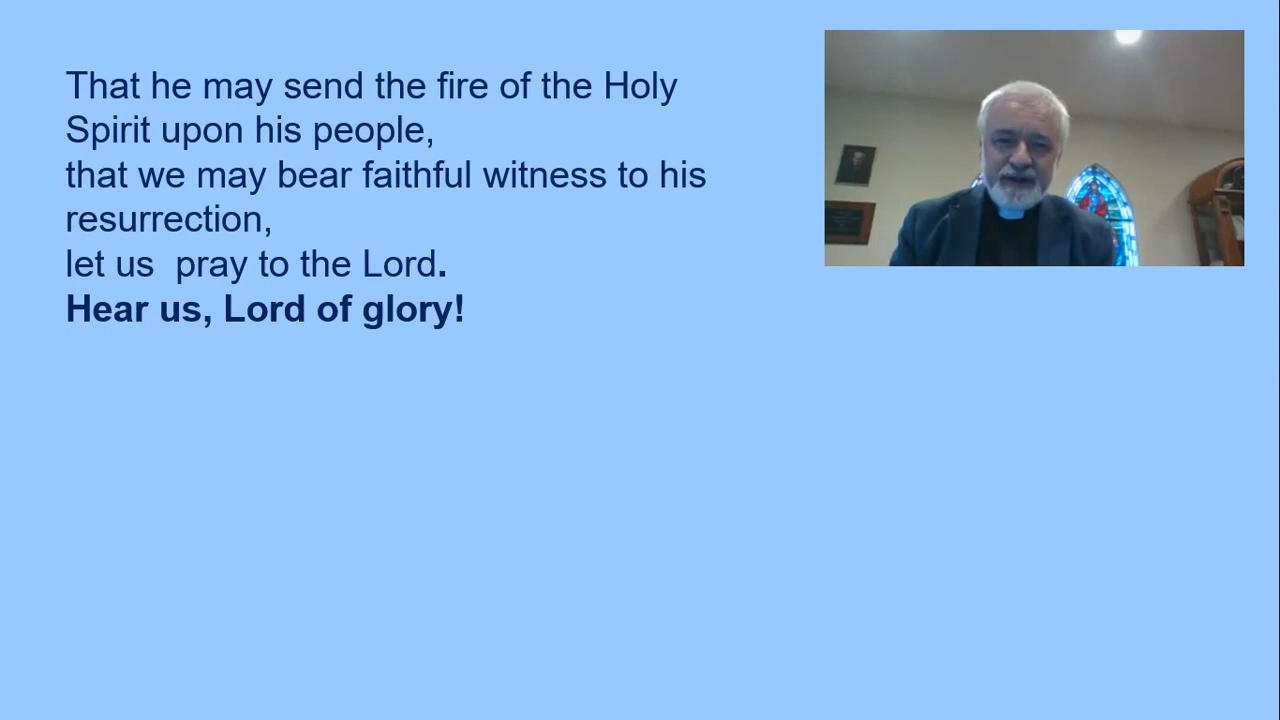 That he may send the fire of the Holy
Spirit upon his people,
that we may bear faithful witness to his
resurrection,
let us  pray to the Lord.
Hear us, Lord of glory!